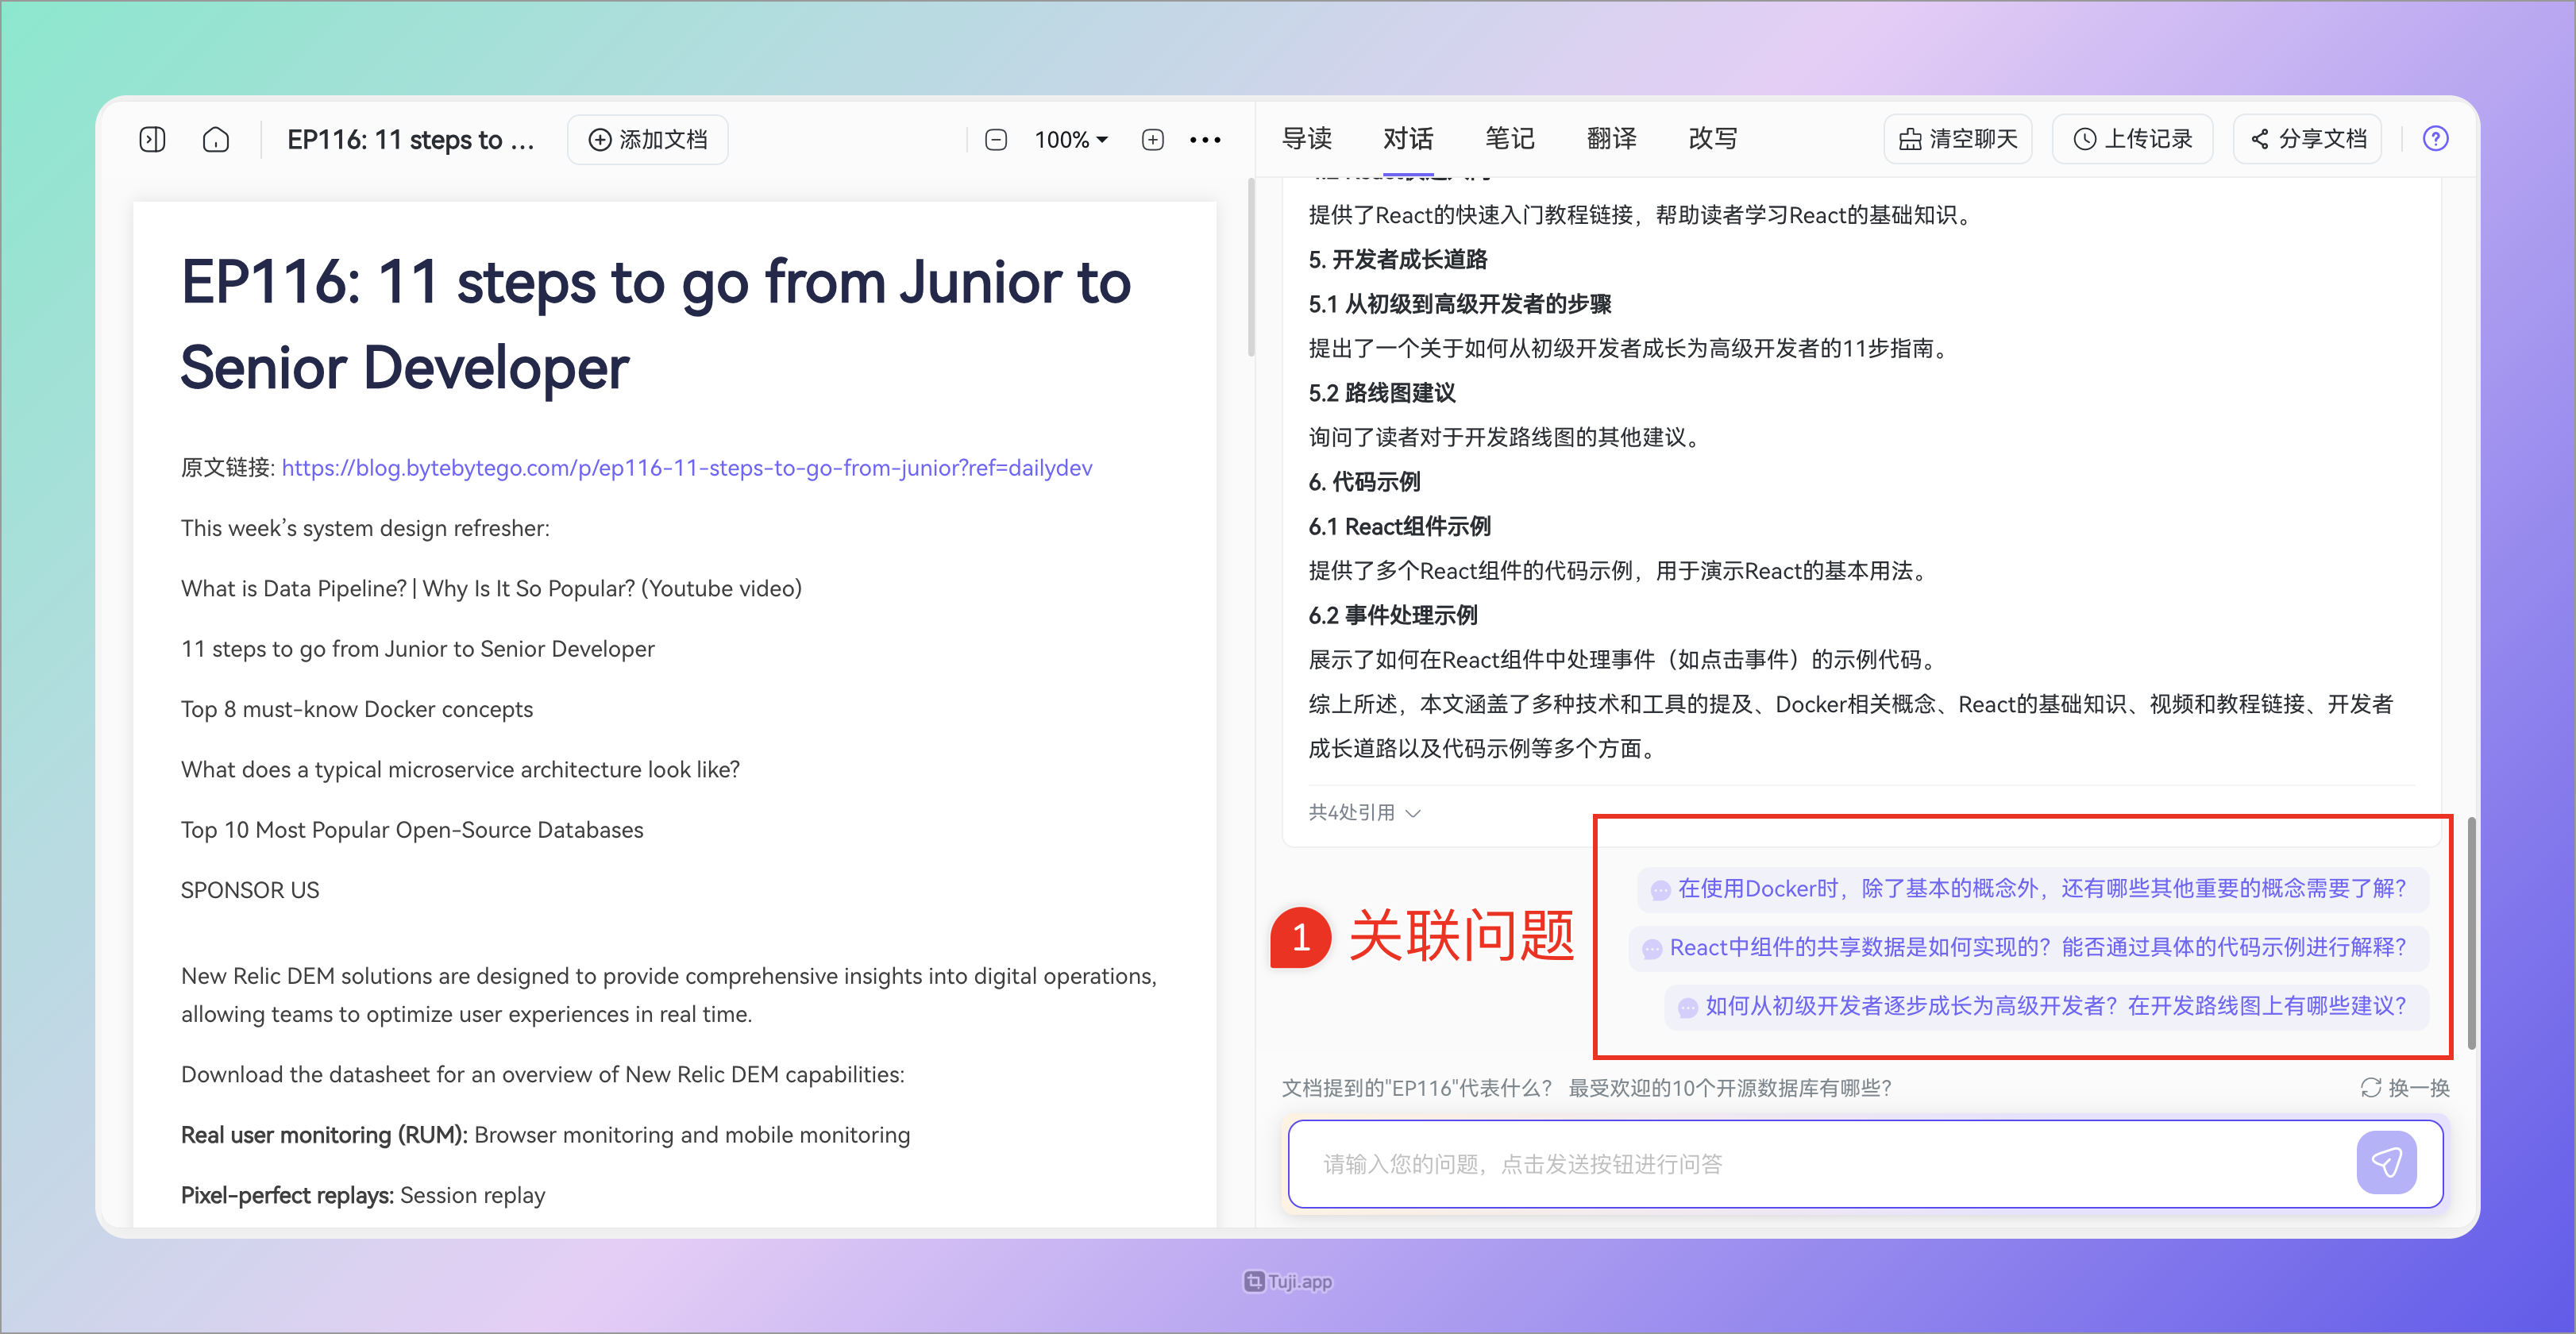 EP116: 11 steps to ...
添加文档
100%
EP116: 11 steps to go from Junior to
Senior Developer
原文链接: https://blog.bytebytego.com/p/ep116-11-steps-to-go-from-junior?ref=dailydev
This week’s system design refresher:
What is Data Pipeline? | Why Is It So Popular? (Youtube video)
11 steps to go from Junior to Senior Developer
Top 8 must-know Docker concepts
What does a typical microservice architecture look like?
Top 10 Most Popular Open-Source Databases
SPONSOR US
New Relic DEM solutions are designed to provide comprehensive insights into digital operations,
allowing teams to optimize user experiences in real time.
Download the datasheet for an overview of New Relic DEM capabilities:
Real user monitoring (RUM): Browser monitoring and mobile monitoring
Pixel-perfect replays: Session replay
导读 对话 笔记 翻译 改写
清空聊天 上传记录 分享文档
提供了React的快速入门教程链接，帮助读者学习React的基础知识。
5. 开发者成长道路
5.1 从初级到高级开发者的步骤
提出了一个关于如何从初级开发者成长为高级开发者的11步指南。
5.2 路线图建议
询问了读者对于开发路线图的其他建议。
6. 代码示例
6.1 React组件示例
提供了多个React组件的代码示例，用于演示React的基本用法。
6.2 事件处理示例
展示了如何在React组件中处理事件（如点击事件）的示例代码。
综上所述，本文涵盖了多种技术和工具的提及、Docker相关概念、React的基础知识、视频和教程链接、开发者
成长道路以及代码示例等多个方面。
共4处引用
1 关联问题
在使用Docker时，除了基本的概念外，还有哪些其他重要的概念需要了解？
React中组件的共享数据是如何实现的？能否通过具体的代码示例进行解释？
如何从初级开发者逐步成长为高级开发者？在开发路线图上有哪些建议？
文档提到的"EP116"代表什么？ 最受欢迎的10个开源数据库有哪些？
换一换
请输入您的问题，点击发送按钮进行问答
Tuji.app